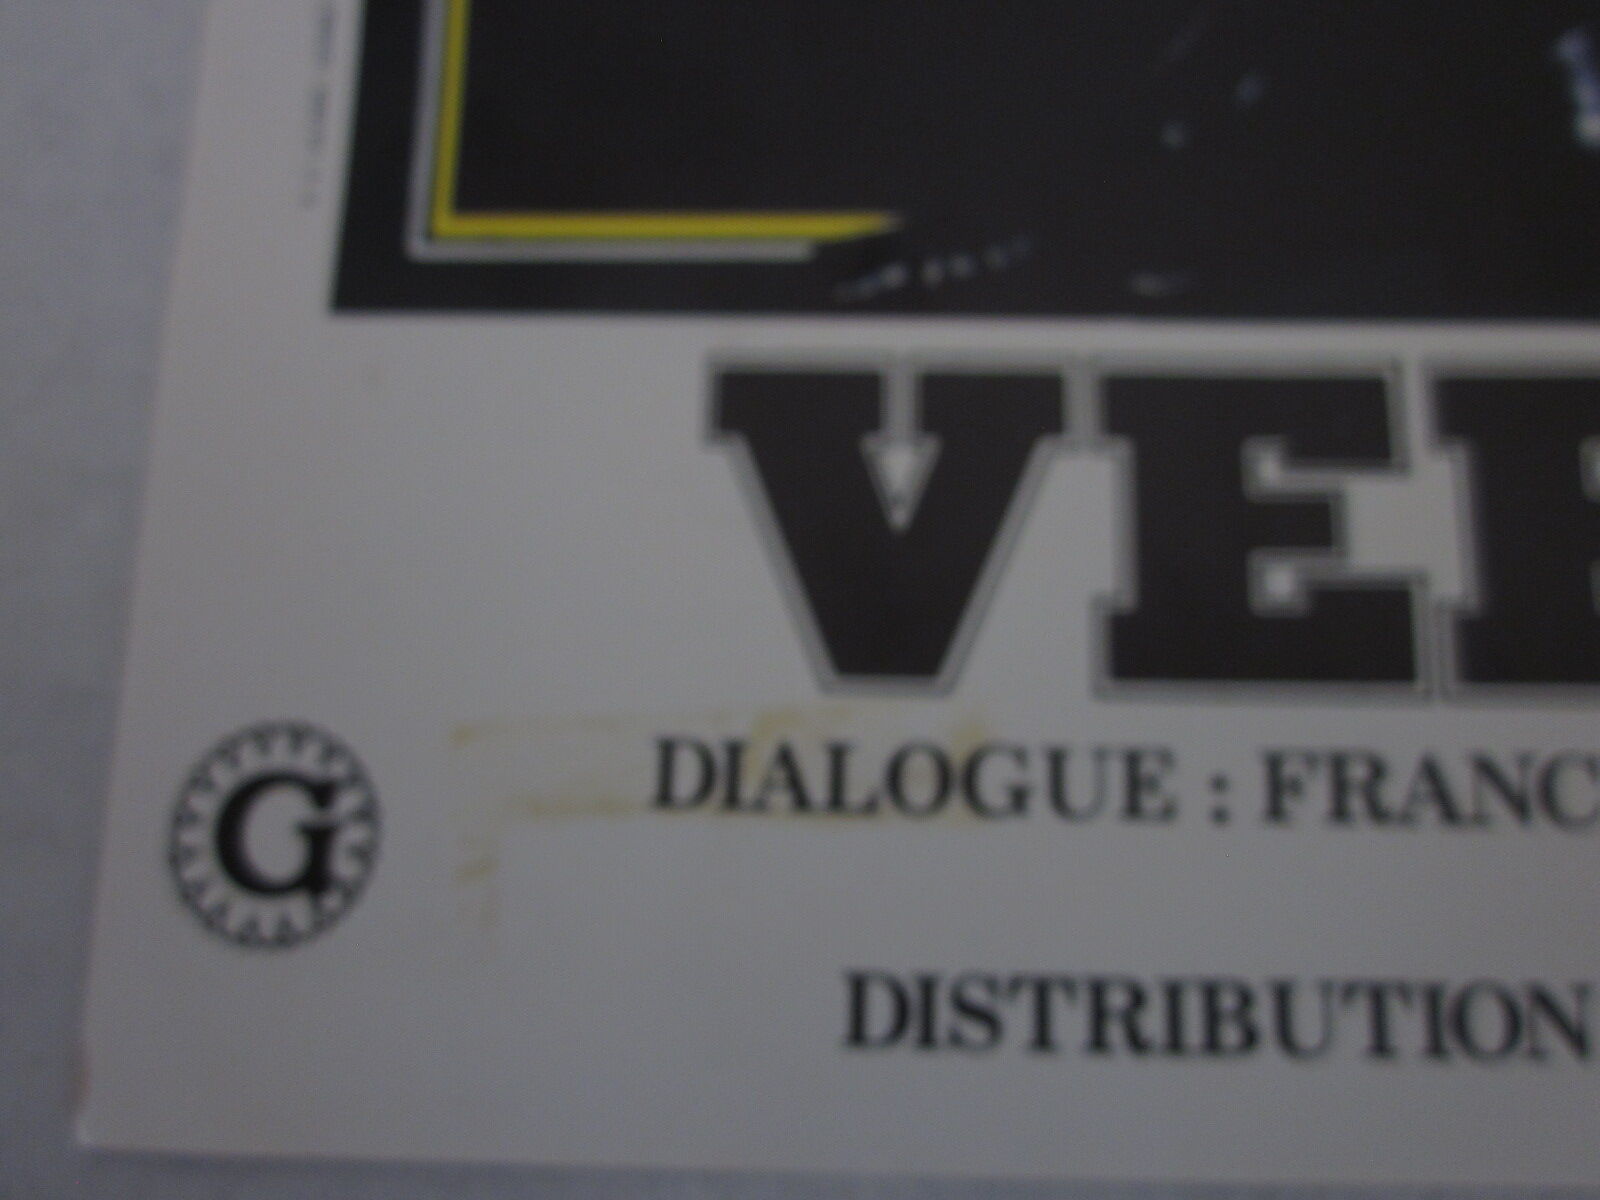 VE
DIALOGUE : FRANC
G
DISTRIBUTION